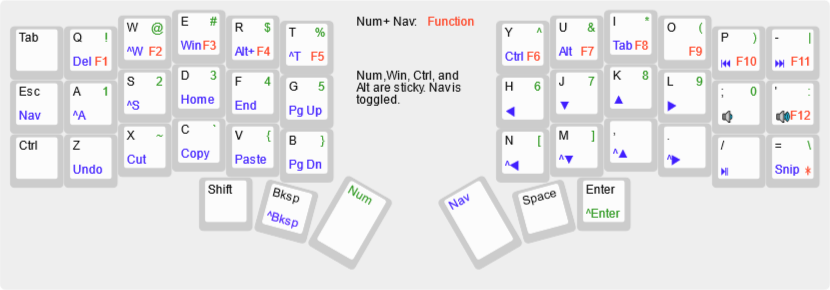 Num+ Nav: Function
Num,Win, Ctrl, and
Alt are sticky. Nav is
toggled.
Tab
Q !
Del F1
W @
^W F2
E #
Win F3
R $
Alt+ F4
T %
^T F5
Y ^
Ctrl F6
U &
Alt F7
I *
Tab F8
O (
F9
P )
⏮ F10
- |
⏭ F11
Esc
Nav
A 1
^A
S 2
^S
D 3
Home
F 4
End
G 5
Pg Up
H 6
◀
J 7
▼
K 8
▲
L 9
▶
; 0
' :
F12
Ctrl
Z
Undo
X ~
Cut
C `
Copy
V {
Paste
B }
Pg Dn
N [
^◀
M ]
^▼
,
^▲
.
^▶
/
⏯
= \
Snip *
Shift
Bksp
^Bksp
Num
Nav
Space
Enter
^Enter